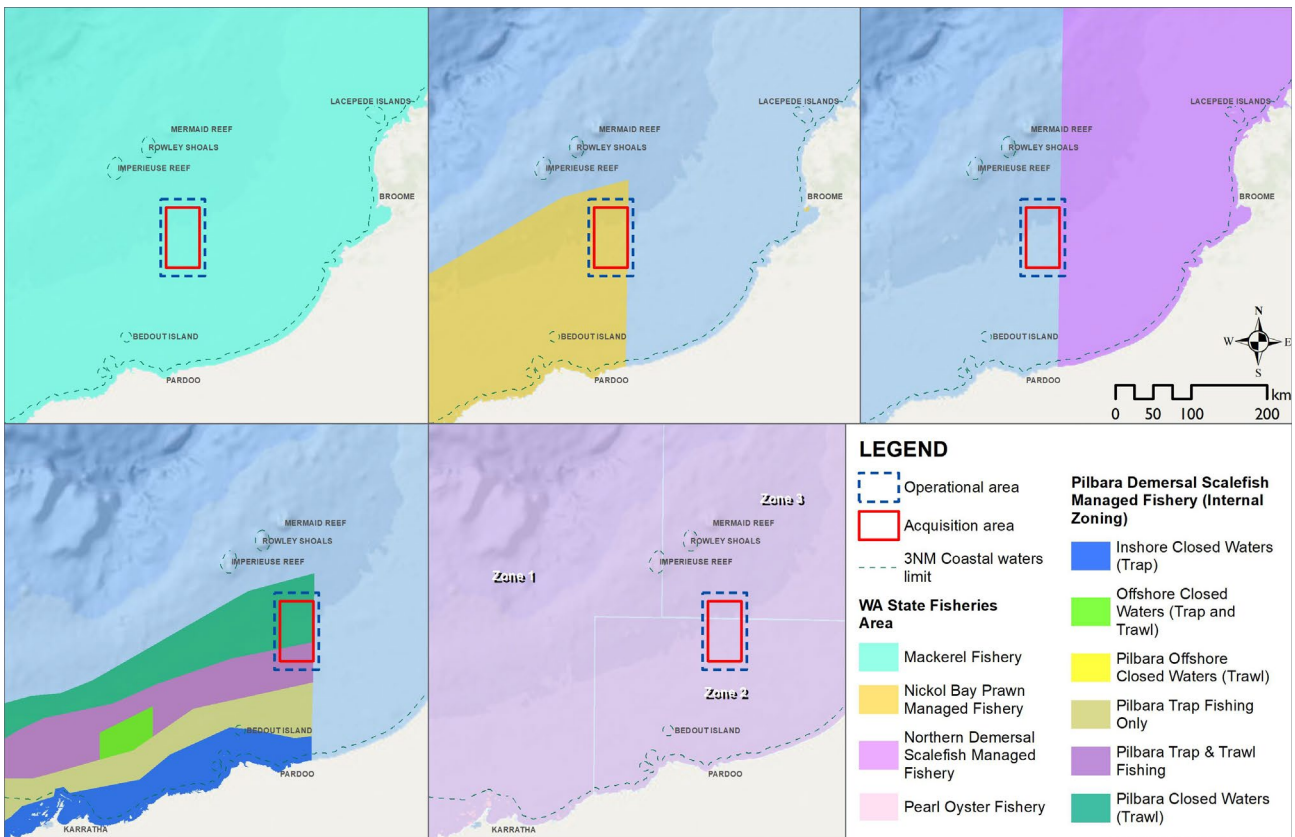 LACEPEDE ISLANDS
MERMAID REEF
ROWLEY SHOALS
IMPERIEUSE REEF
BROOME
BEDOUT ISLAND
PARDOO
LACEPEDE ISLANDS
MERMAID REEF
ROWLEY SHOALS
IMPERIEUSE REEF
BROOME
BEDOUT ISLAND
PARDOO
LACEPEDE ISLANDS
MERMAID REEF
ROWLEY SHOALS
IMPERIEUSE REEF
BROOME
BEDOUT ISLAND
PARDOO
N
W E
S
km
0 50 100 200
MERMAID REEF
ROWLEY SHOALS
IMPERIEUSE REEF
BEDOUT ISLAND
PARDOO
KARRATHA
Zone 3
MERMAID REEF
ROWLEY SHOALS
IMPERIEUSE REEF
Zone 1
Zone 2
BEDOUT ISLAND
PARDOO
KARRATHA
LEGEND
Operational area
Acquisition area
3NM Coastal waters
limit
WA State Fisheries
Area
Mackerel Fishery
Nickol Bay Prawn
Managed Fishery
Northern Demersal
Scalefish Managed
Fishery
Pearl Oyster Fishery
Pilbara Demersal Scalefish
Managed Fishery (Internal
Zoning)
Inshore Closed Waters
(Trap)
Offshore Closed
Waters (Trap and
Trawl)
Pilbara Offshore
Closed Waters (Trawl)
Pilbara Trap Fishing
Only
Pilbara Trap & Trawl
Fishing
Pilbara Closed Waters
(Trawl)